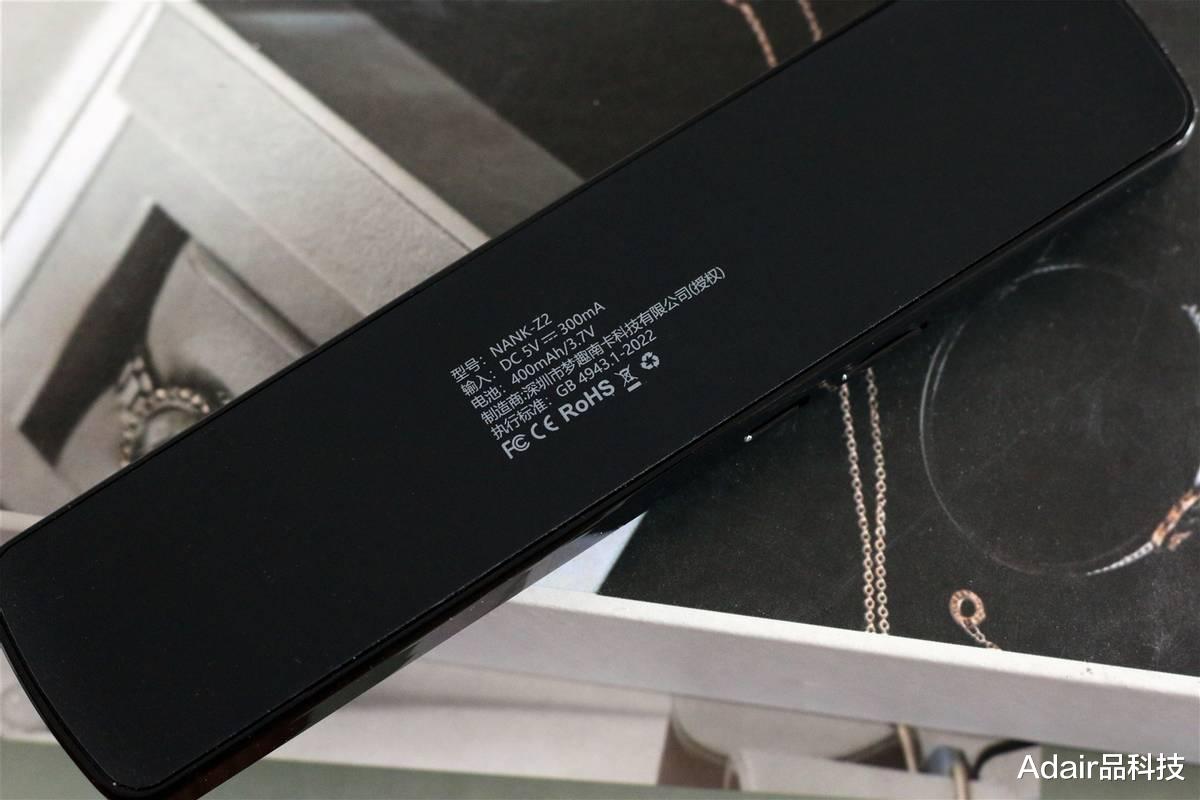 型号：NANK-Z2
输入：DC 5V ⎓ 300mA
电池：400mAh/3.7V
制造商:深圳市梦趣南卡科技有限公司(授权)
执行标准：GB 4943.1-2022
FC CE RoHS
Adair品科技